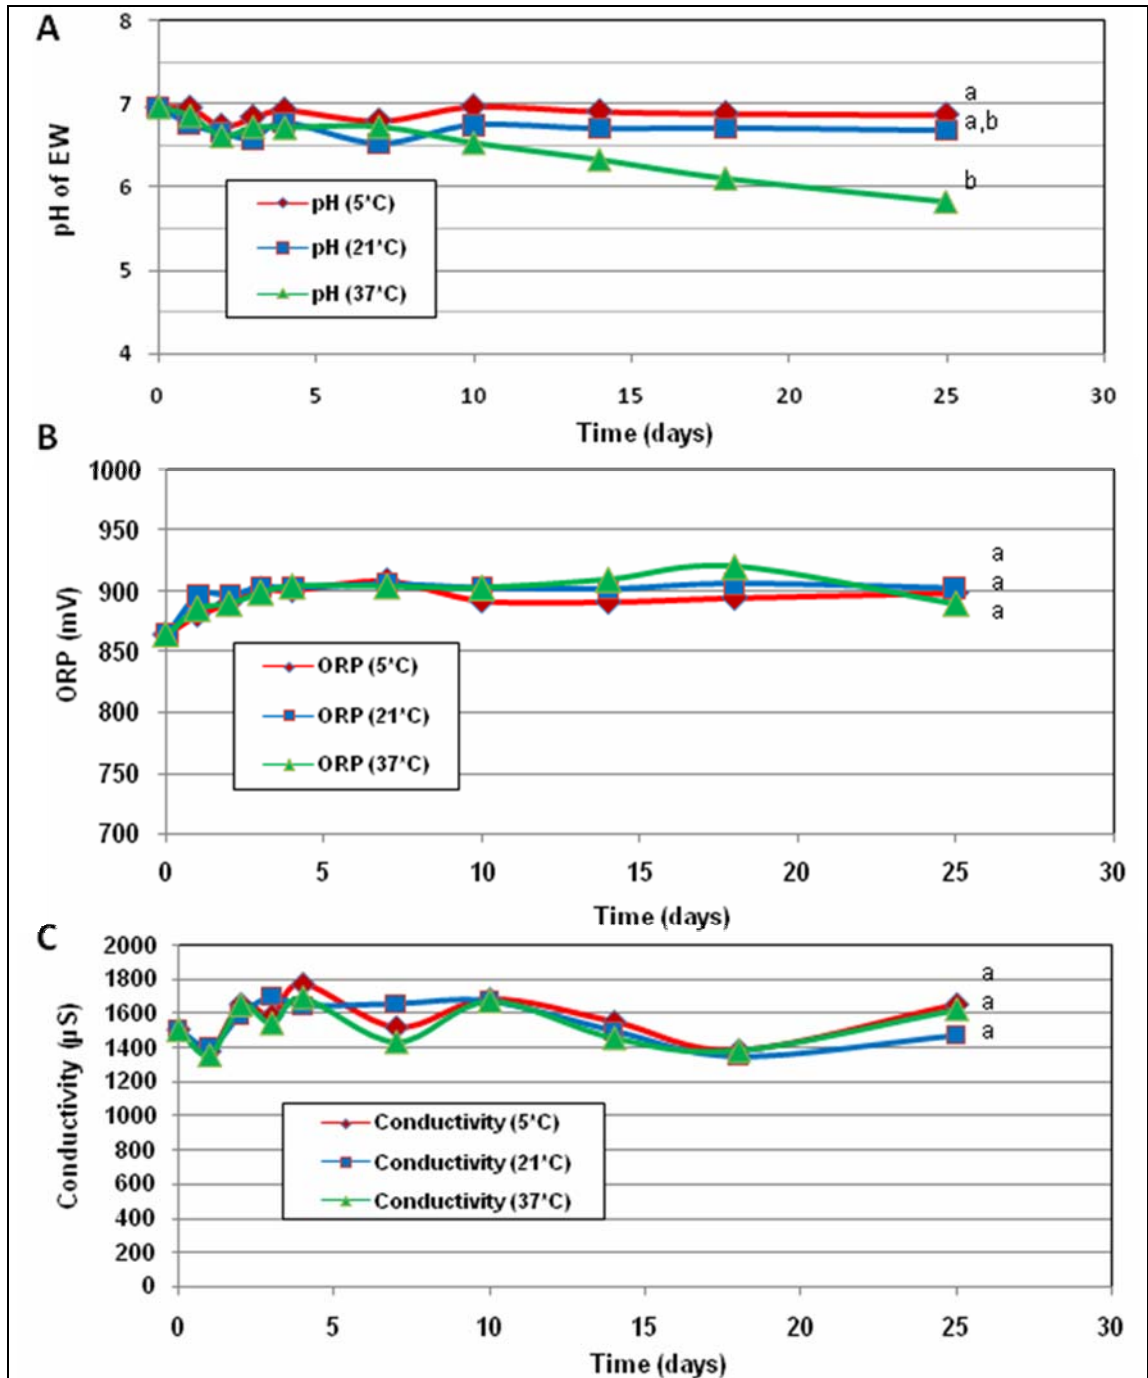 A
8
7
6
5
4
pH of EW
a
a,b
b
pH (5°C)
pH (21°C)
pH (37°C)
0 5 10 15 20 25 30
Time (days)
B
1000
950
900
850
800
750
700
ORP (mV)
a
a
a
ORP (5°C)
ORP (21°C)
ORP (37°C)
0 5 10 15 20 25 30
Time (days)
C
2000
1800
1600
1400
1200
1000
800
600
400
200
0
Conductivity (µS)
a
a
a
Conductivity (5°C)
Conductivity (21°C)
Conductivity (37°C)
0 5 10 15 20 25 30
Time (days)